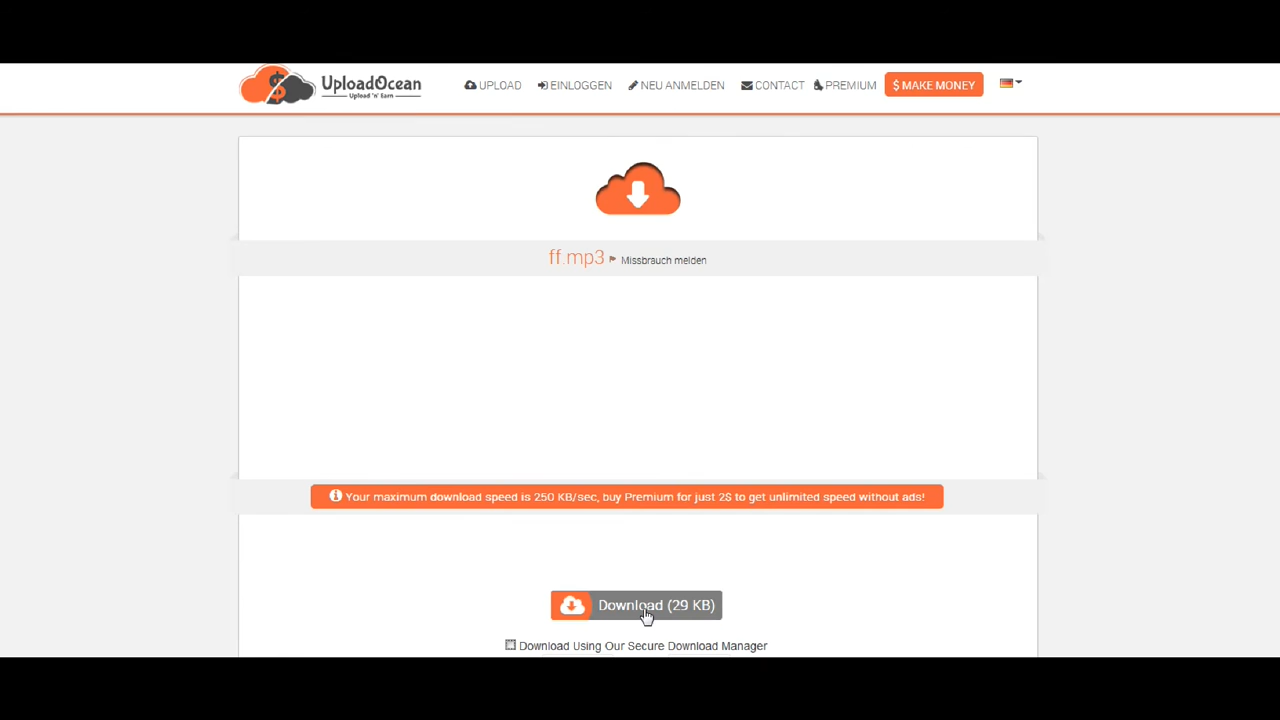 UploadOcean
Upload 'n' Earn
UPLOAD EINLOGGEN NEU ANMELDEN CONTACT PREMIUM $ MAKE MONEY
ff.mp3 Missbrauch melden
Your maximum download speed is 250 KB/sec, buy Premium for just 2$ to get unlimited speed without ads!
Download (29 KB)
Download Using Our Secure Download Manager